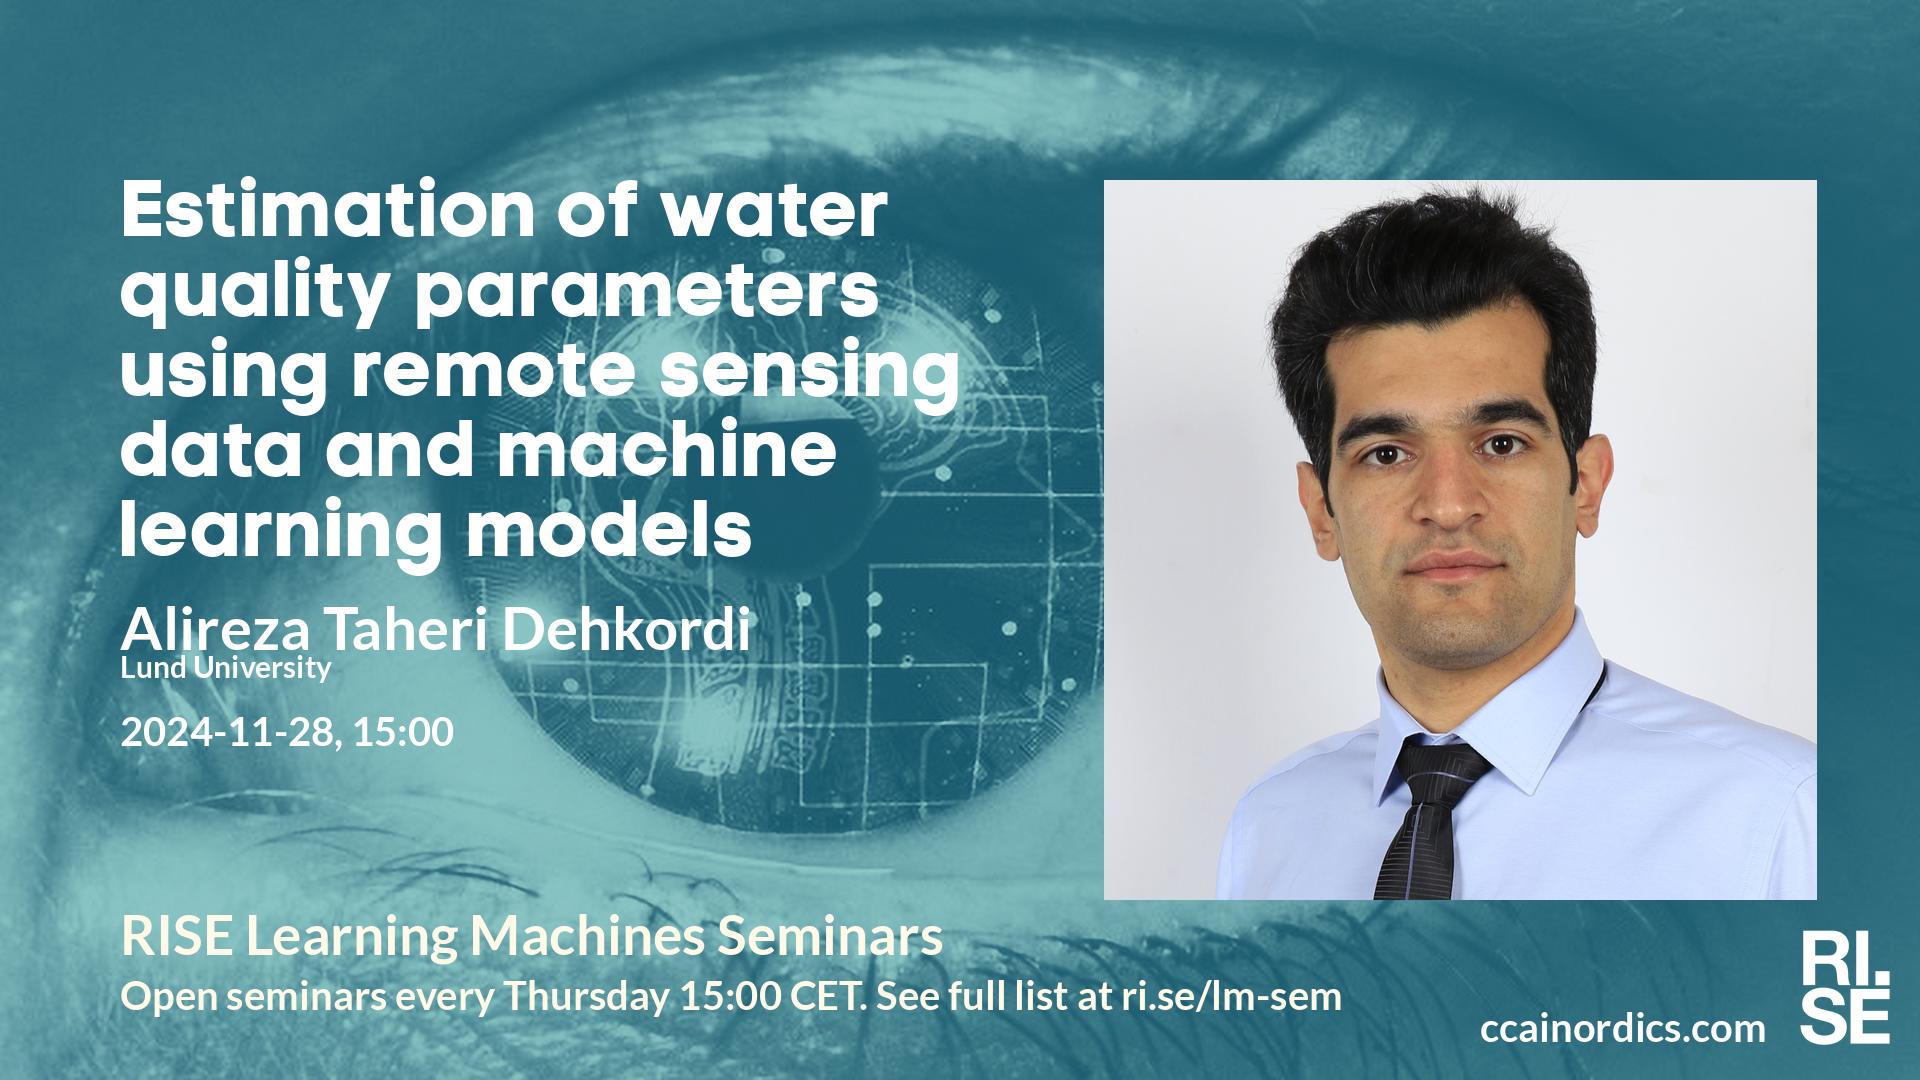 Estimation of water
quality parameters
using remote sensing
data and machine
learning models
Alireza Taheri Dehkordi
Lund University
2024-11-28, 15:00
RISE Learning Machines Seminars
Open seminars every Thursday 15:00 CET. See full list at ri.se/lm-sem
ccainordics.com
RI.
SE